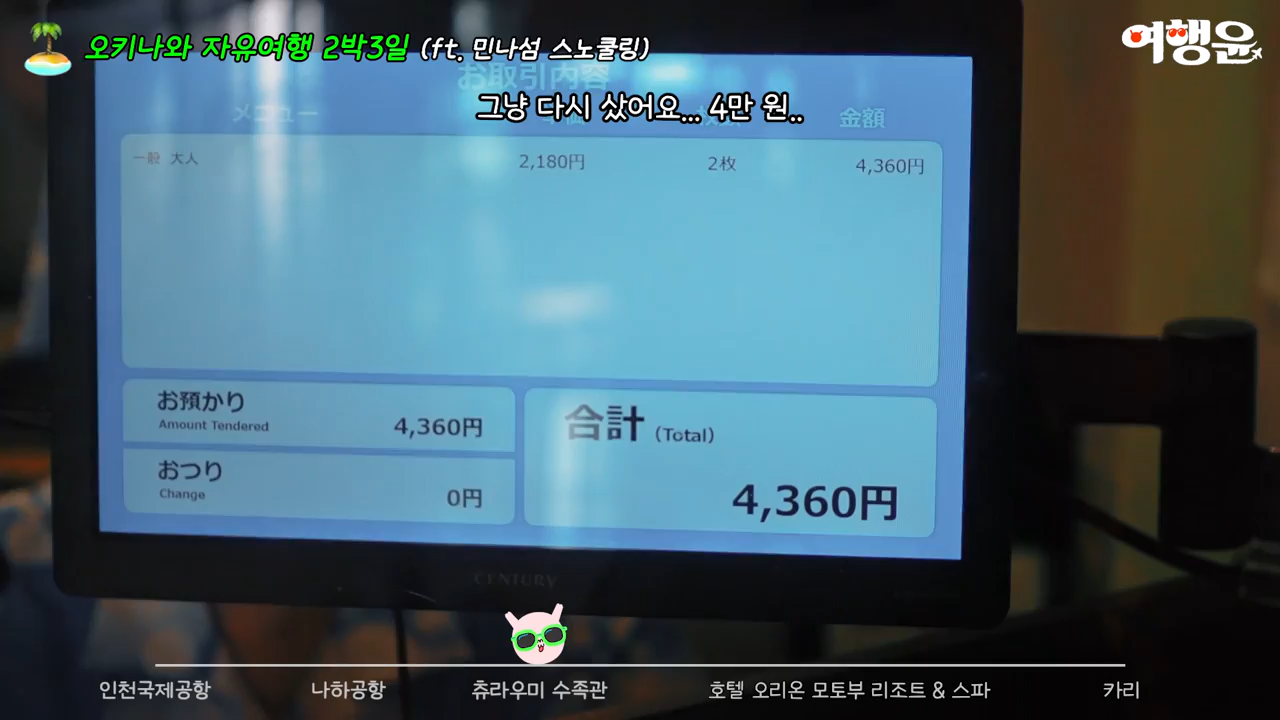 오키나와 자유여행 2박3일 (ft. 민나섬 스노쿨링)
여행윤
お取引内容
그냥 다시 샀어요... 4만 원..
メニュー 金額
一般 大人 2,180円 2枚 4,360円
お預かり
Amount Tendered 4,360円
おつり
Change 0円
合計 (Total)
4,360円
CENTURY
인천국제공항 나하공항 츄라우미 수족관 호텔 오리온 모토부 리조트 & 스파 카리